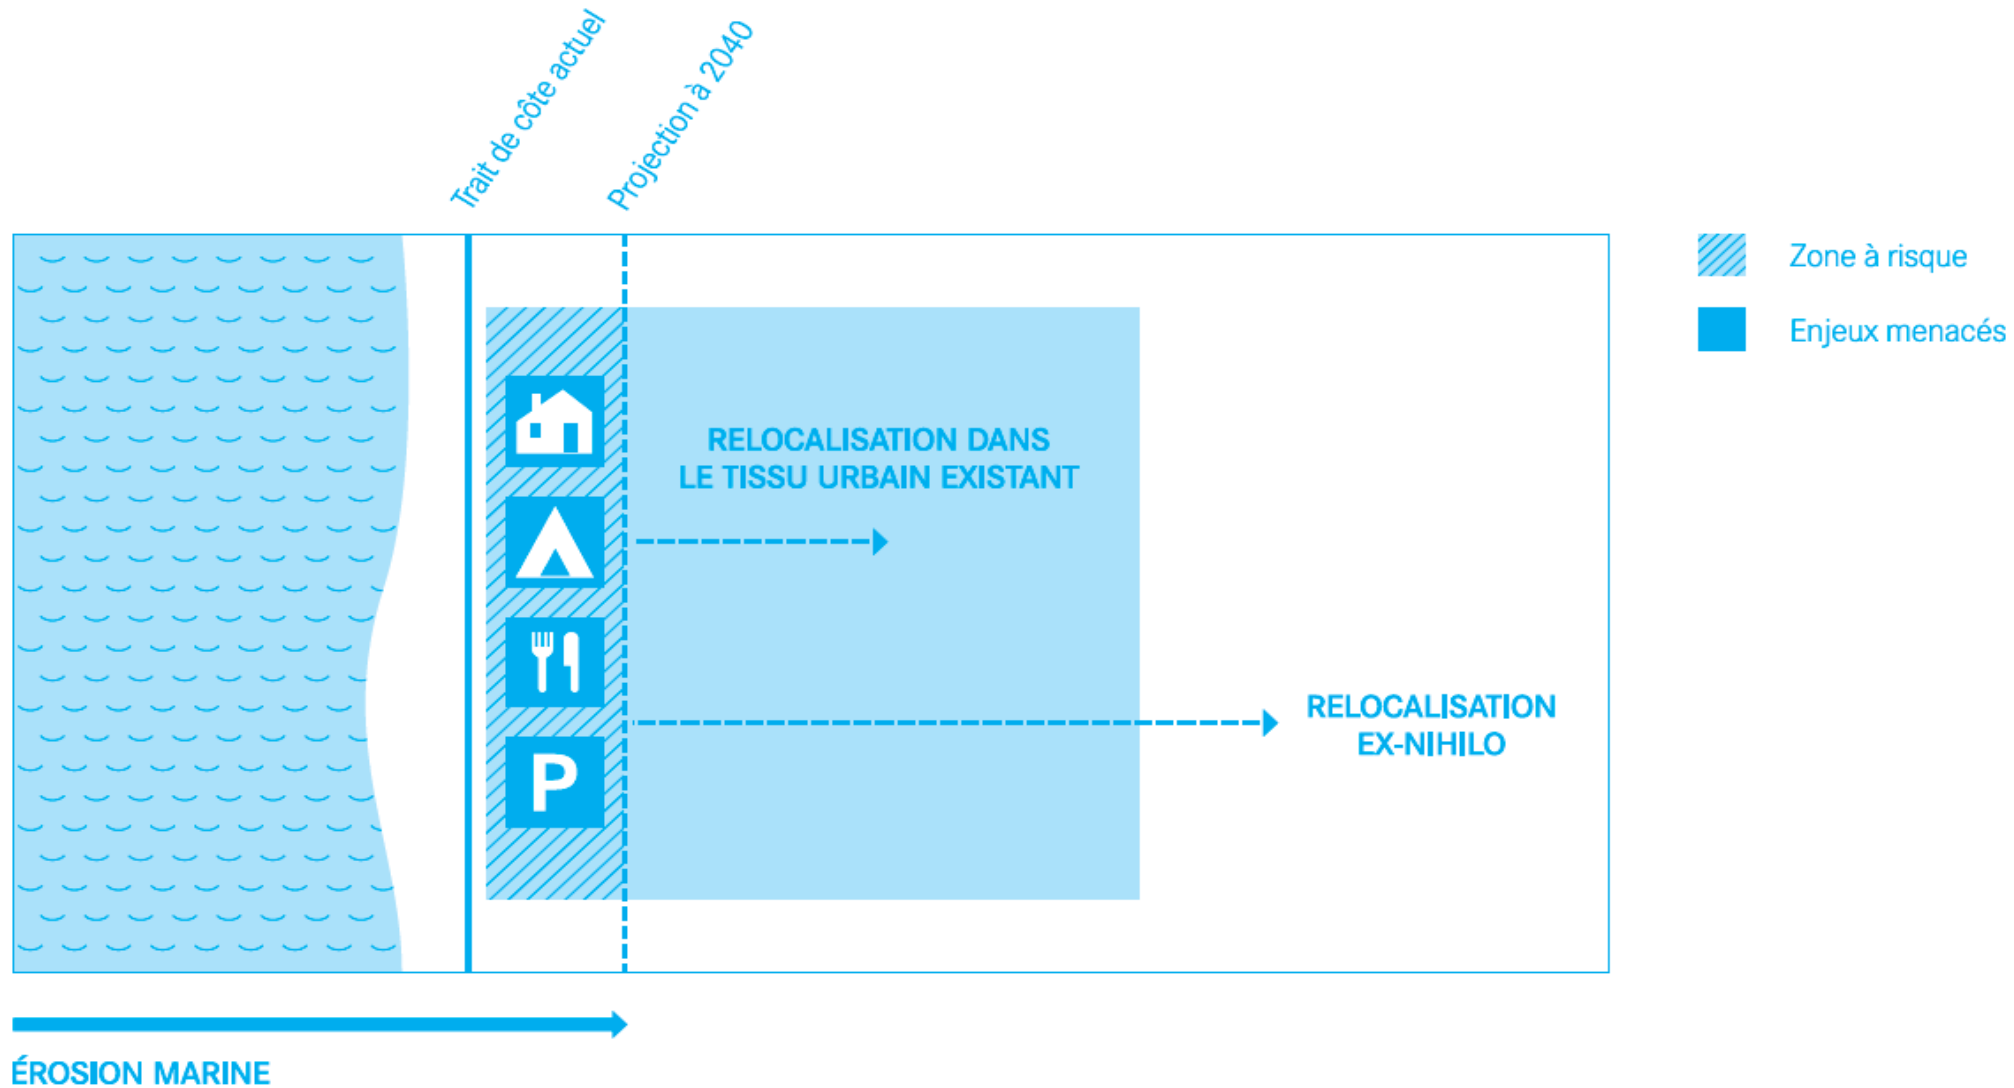 Trait de côte actuel
Projection à 2040
Zone à risque
Enjeux menacés
RELOCALISATION DANS
LE TISSU URBAIN EXISTANT
RELOCALISATION
EX-NIHILO
P
ÉROSION MARINE